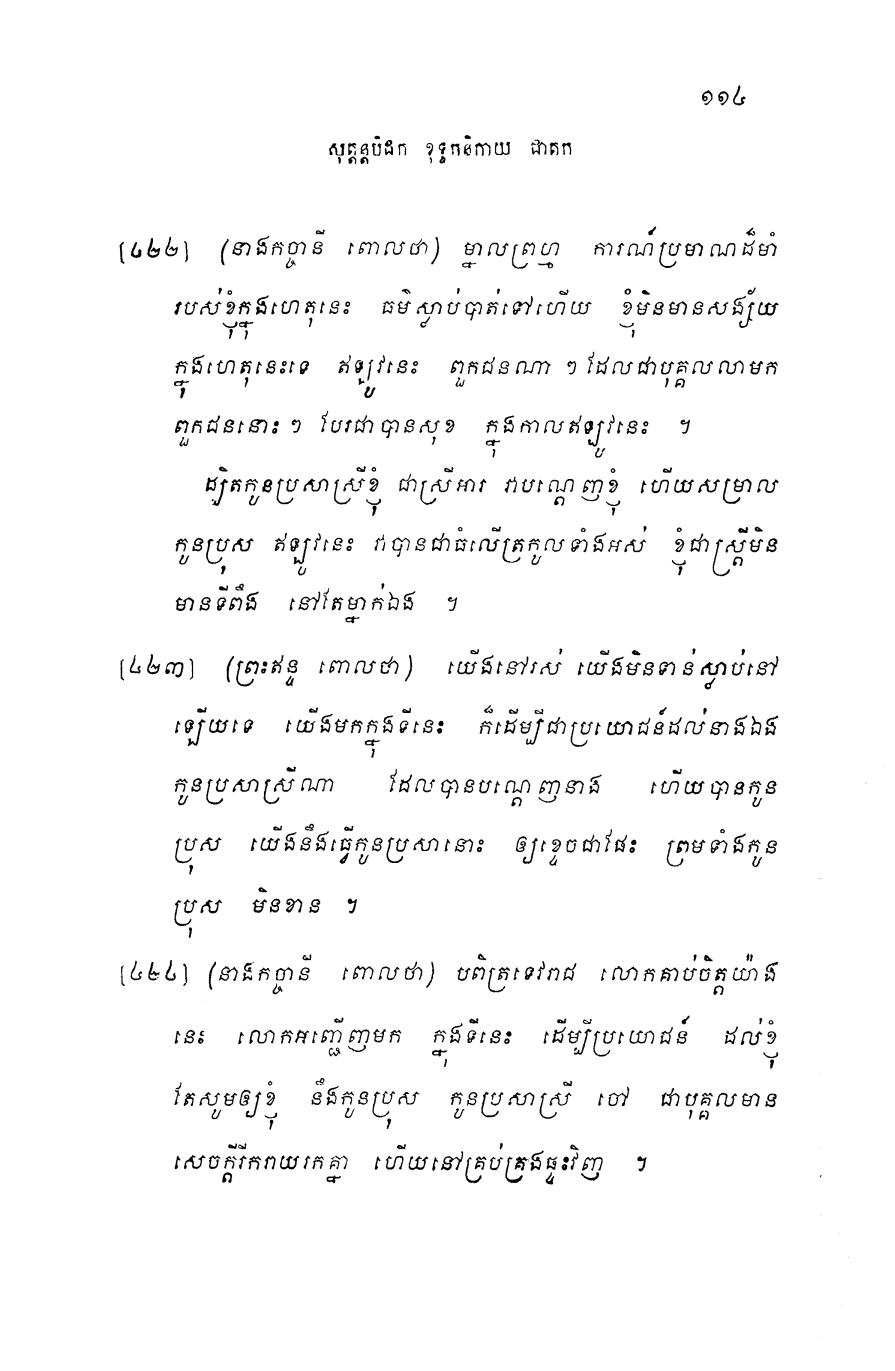 ១១៤
សុត្តន្តបិដក ខុទ្ទកនិកាយ ជាតក
[៤២២] (នាងកច្ចានី ពោលថា) ម្នាលព្រហ្ម ការណ៍ប្រមាណដ៏មាំ
របស់ខ្ញុំក្នុងហេតុនេះ ធម៌ស្លាប់បាត់ទៅហើយ ខ្ញុំមិនមានសង្ស័យ
ក្នុងហេតុនេះទេ ឥឡូវនេះ ពួកជនណា ៗ ដែលជាបុគ្គលលាមក
ពួកជននោះ ៗ បែរជាបានសុខ ក្នុងកាលឥឡូវនេះ ។
ដ្បិតកូនប្រសាស្រីខ្ញុំ ជាស្រីអារ វាបណ្តេញខ្ញុំ ហើយសម្រាល
កូនប្រុស ឥឡូវនេះ វាបានជាធំលើត្រកូលទាំងអស់ ខ្ញុំជាស្ត្រីមិន
មានទីពឹង នៅតែម្នាក់ឯង ។
[៤២៣] (ព្រះឥន្ទ ពោលថា) យើងនៅរស់ យើងមិនទាន់ស្លាប់នៅ
ឡើយទេ យើងមកក្នុងទីនេះ ក៏ដើម្បីជាប្រយោជន៍ដល់នាងឯង
កូនប្រសាស្រីណា ដែលបានបណ្តេញនាង ហើយបានកូន
ប្រុស យើងនឹងធ្វើកូនប្រសានោះ ឲ្យខ្ទេចជាផែះ ព្រមទាំងកូន
ប្រុស មិនខាន ។
[៤២៤] (នាងកច្ចានី ពោលថា) បពិត្រទេវរាជ លោកគាប់ចិត្តយ៉ាង
នេះ លោកអញ្ជើញមក ក្នុងទីនេះ ដើម្បីប្រយោជន៍ ដល់ខ្ញុំ
តែសូមឲ្យខ្ញុំ នឹងកូនប្រុស កូនប្រសាស្រី ចៅ ជាបុគ្គលមាន
សេចក្តីរីករាយរកគ្នា ហើយនៅគ្រប់គ្រងផ្ទះវិញ ។